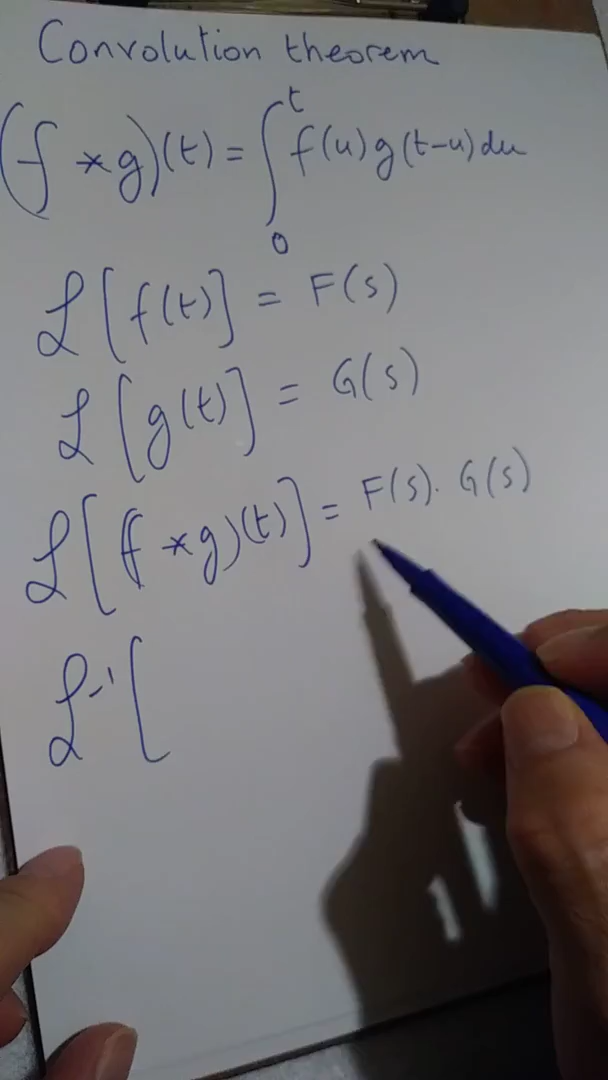 Convolution theorem
(f * g)(t) = ∫₀ᵗ f(u) g(t-u) du
ℒ[f(t)] = F(s)
ℒ[g(t)] = G(s)
ℒ[(f * g)(t)] = F(s). G(s)
ℒ⁻¹[